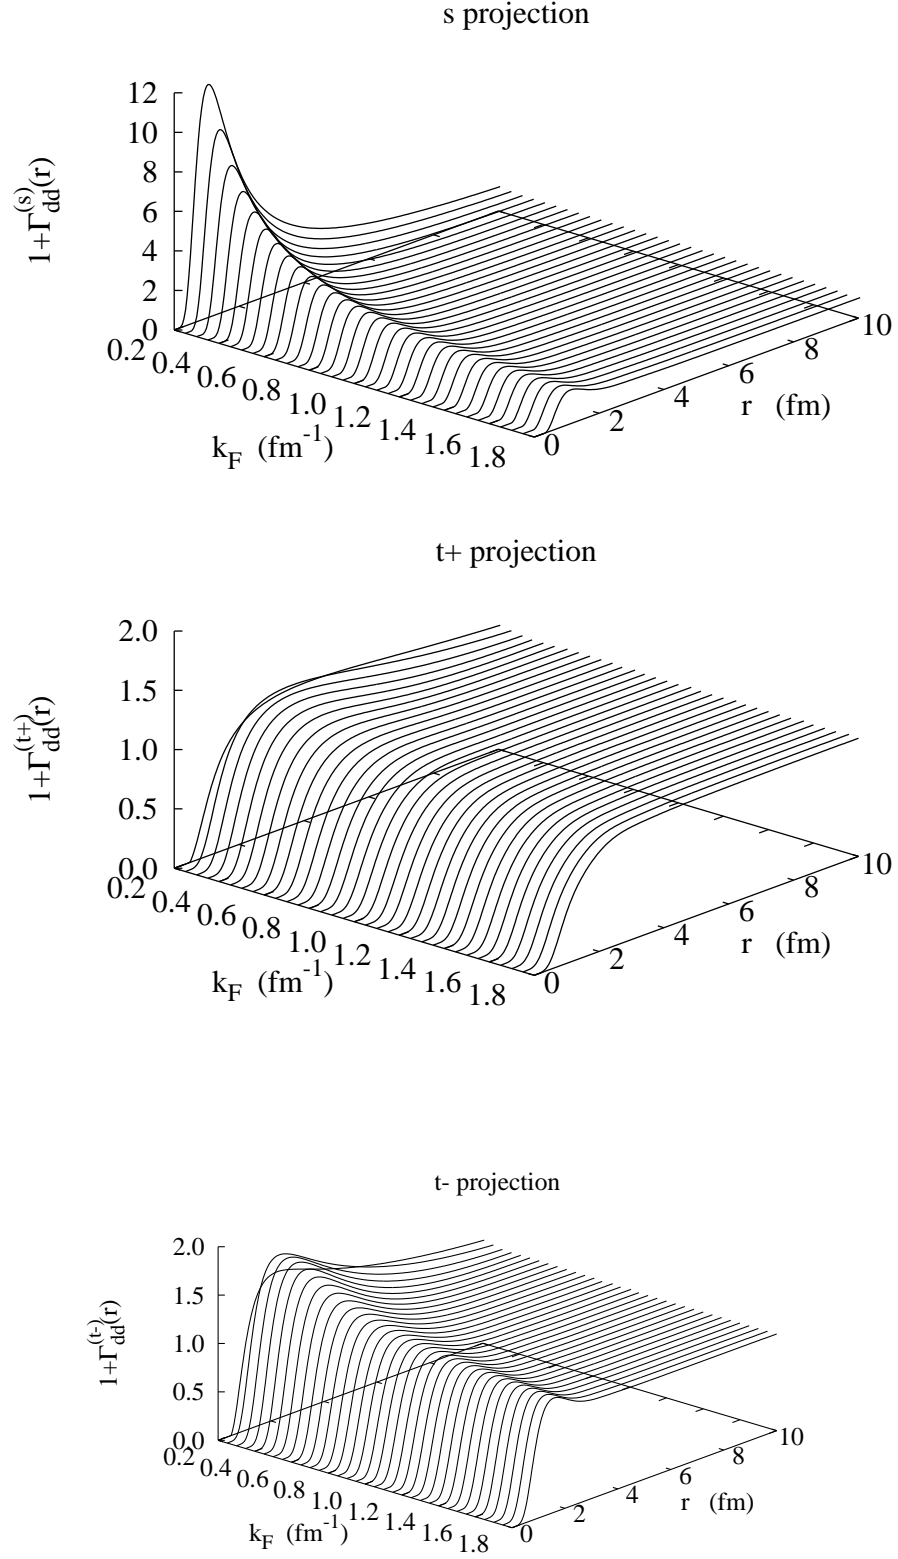 s projection
12
10
8
6
4
2
0
1+Γdd(s)(r)
0.2 0.4 0.6 0.8 1.0 1.2 1.4 1.6 1.8
kF (fm-1)
0 2 4 6 8 10
r (fm)
t+ projection
2.0
1.5
1.0
0.5
0.0
1+Γdd(t+)(r)
0.2 0.4 0.6 0.8 1.0 1.2 1.4 1.6 1.8
kF (fm-1)
0 2 4 6 8 10
r (fm)
t- projection
2.0
1.5
1.0
0.5
0.0
1+Γdd(t-)(r)
0.2 0.4 0.6 0.8 1.0 1.2 1.4 1.6 1.8
kF (fm-1)
0 2 4 6 8 10
r (fm)